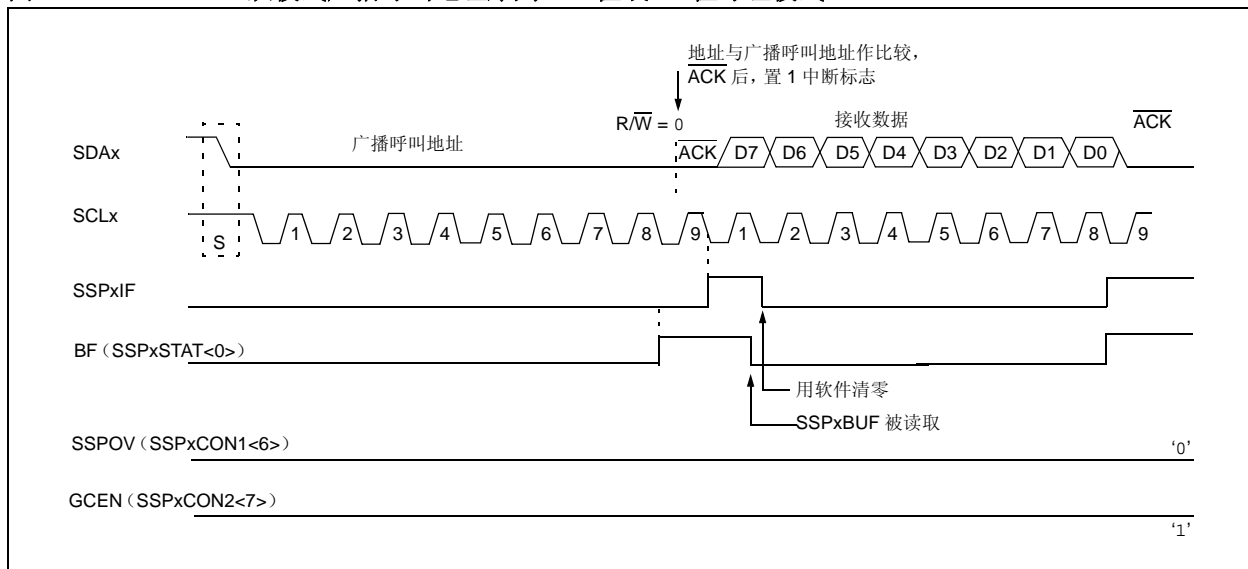 地址与广播呼叫地址作比较，
ACK 后，置 1 中断标志
R/W = 0
接收数据
ACK
SDAx
广播呼叫地址
ACK D7 D6 D5 D4 D3 D2 D1 D0
SCLx
S
1 2 3 4 5 6 7 8 9 1 2 3 4 5 6 7 8 9
SSPxIF
BF（SSPxSTAT<0>）
用软件清零
SSPxBUF 被读取
SSPOV（SSPxCON1<6>）
‘0’
GCEN（SSPxCON2<7>）
‘1’